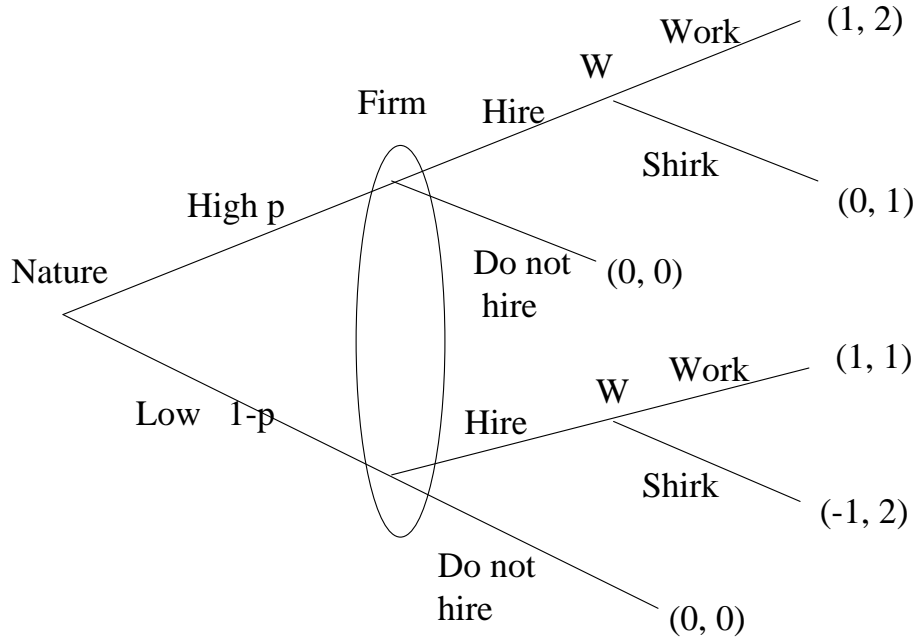 Work
(1, 2)
W
Firm
Hire
Shirk
(0, 1)
High p
Do not
hire
(0, 0)
Nature
(1, 1)
Work
W
Low 1-p
Hire
Shirk
(-1, 2)
Do not
hire
(0, 0)